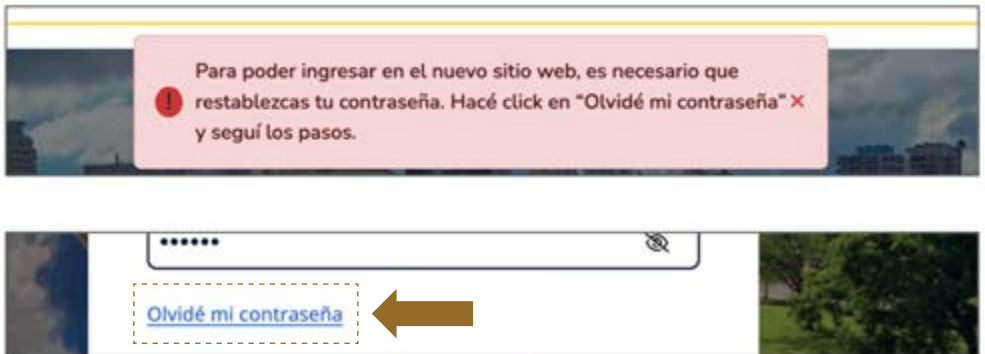 Para poder ingresar en el nuevo sitio web, es necesario que
restablezcas tu contraseña. Hacé click en “Olvidé mi contraseña”
y seguí los pasos.
Olvidé mi contraseña